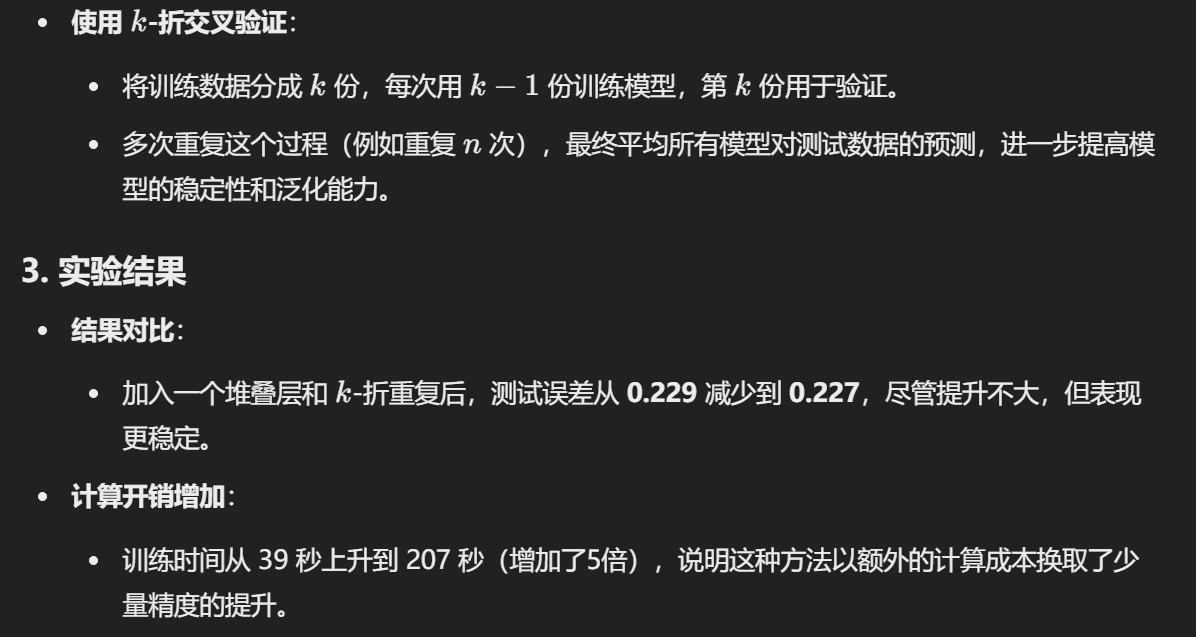 使用 k-折交叉验证：
将训练数据分成 k 份，每次用 k − 1 份训练模型，第 k 份用于验证。
多次重复这个过程（例如重复 n 次），最终平均所有模型对测试数据的预测，进一步提高模
型的稳定性和泛化能力。
3. 实验结果
结果对比：
加入一个堆叠层和 k-折重复后，测试误差从 0.229 减少到 0.227，尽管提升不大，但表现
更稳定。
计算开销增加：
训练时间从 39 秒上升到 207 秒（增加了5倍），说明这种方法以额外的计算成本换取了少
量精度的提升。